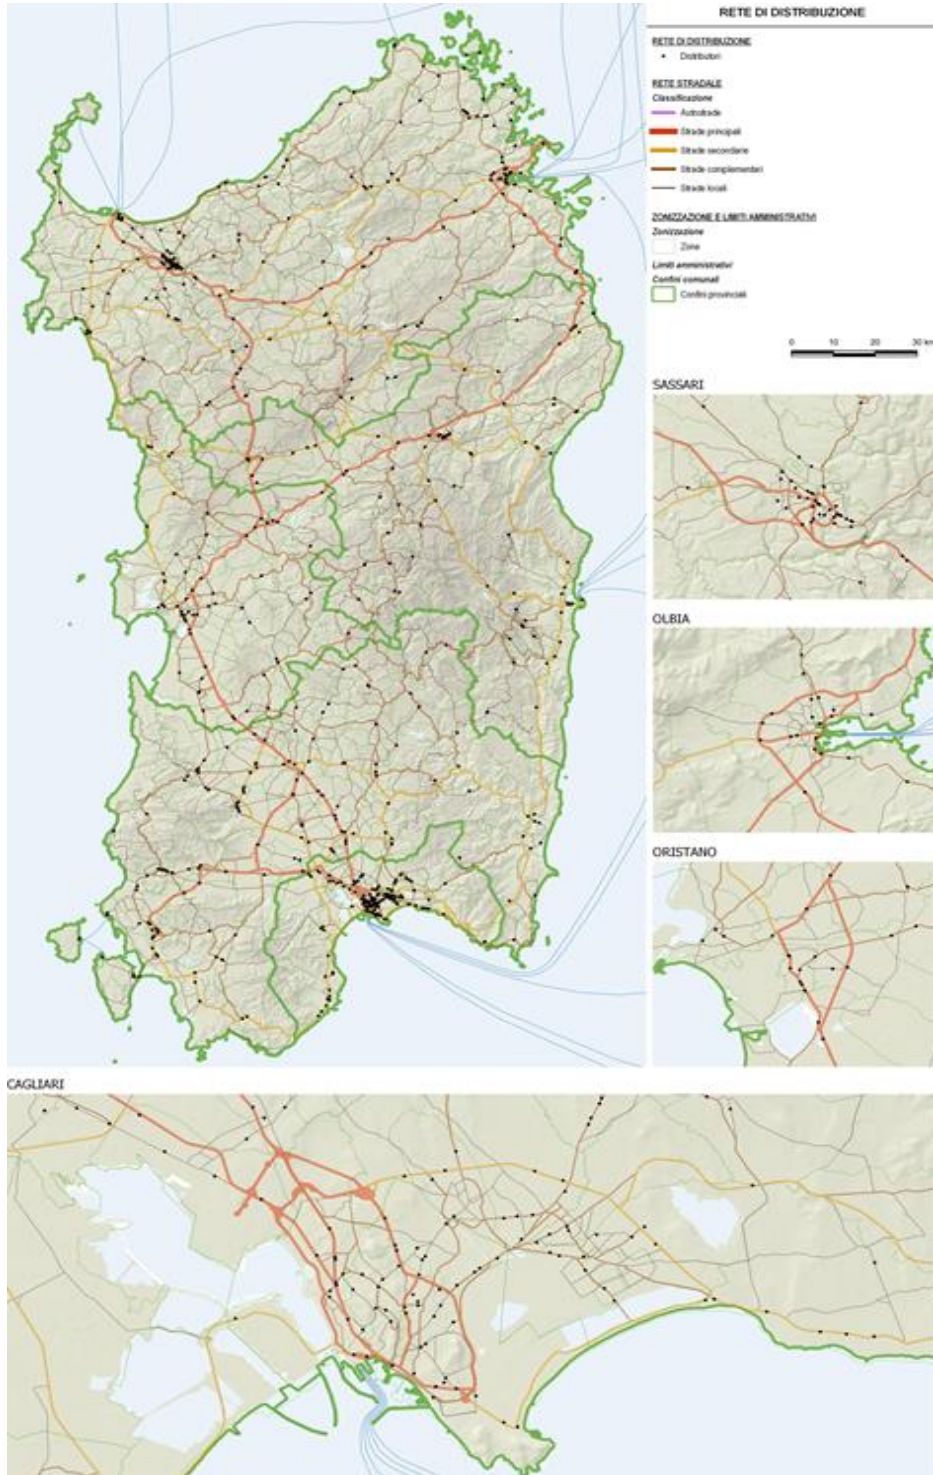 RETE DI DISTRIBUZIONE
RETE DI DISTRIBUZIONE
Distributori
RETE STRADALE
Classificazione
Autostrade
Strade principali
Strade secondarie
Strade complementari
Strade locali
ZONIZZAZIONE E LIMITI AMMINISTRATIVI
Zonizzazione
Zone
Limiti amministrativi
Confini comunali
Confini provinciali
0 10 20 30 km
SASSARI
OLBIA
ORISTANO
CAGLIARI